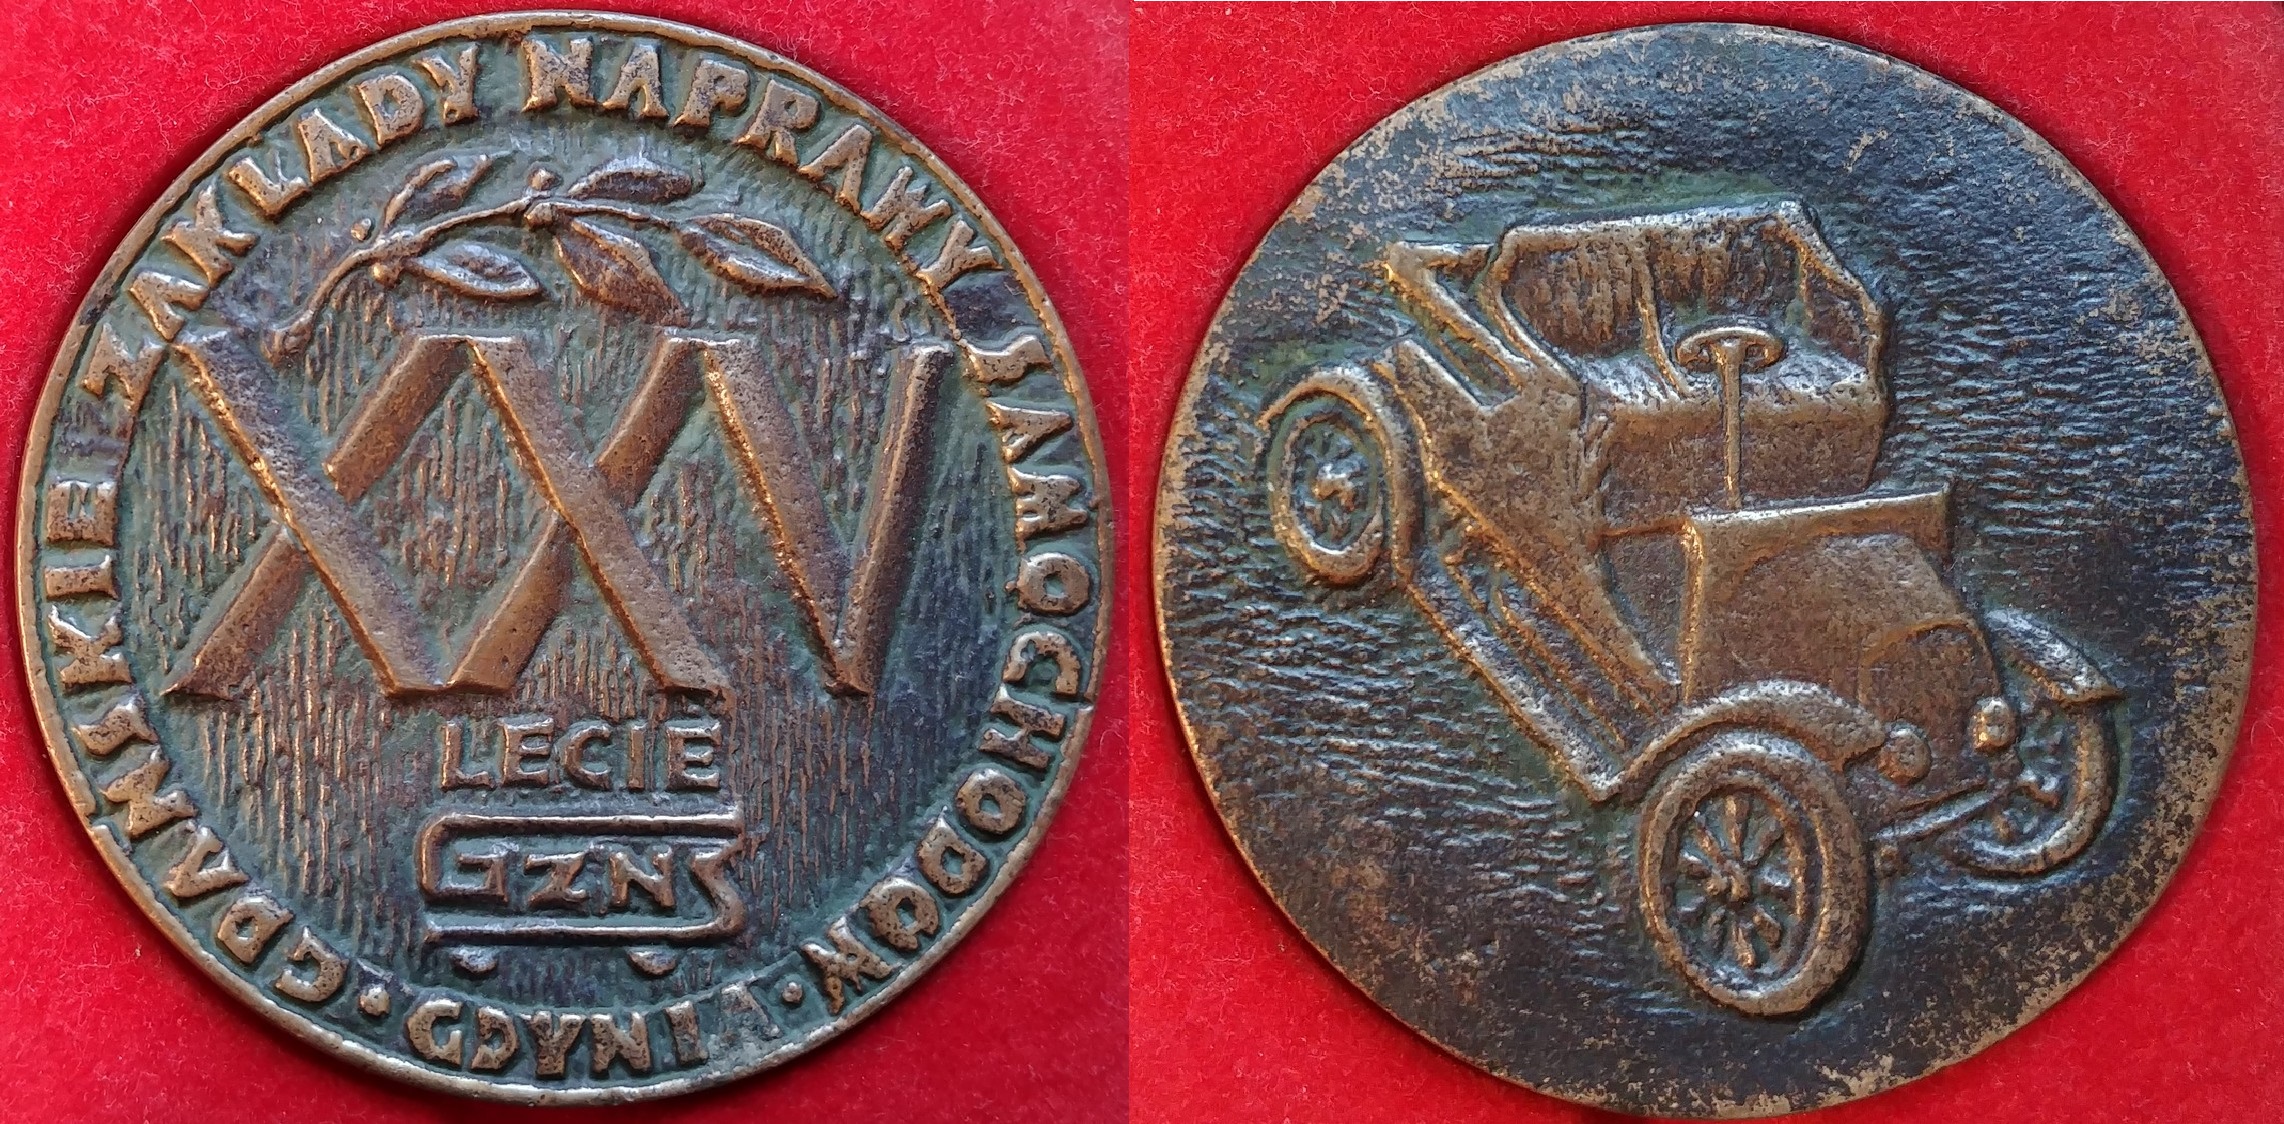 GDAŃSKIE ZAKŁADY NAPRAWY SAMOCHODÓW
• GDYNIA •
XXV
LECIE
GZNS